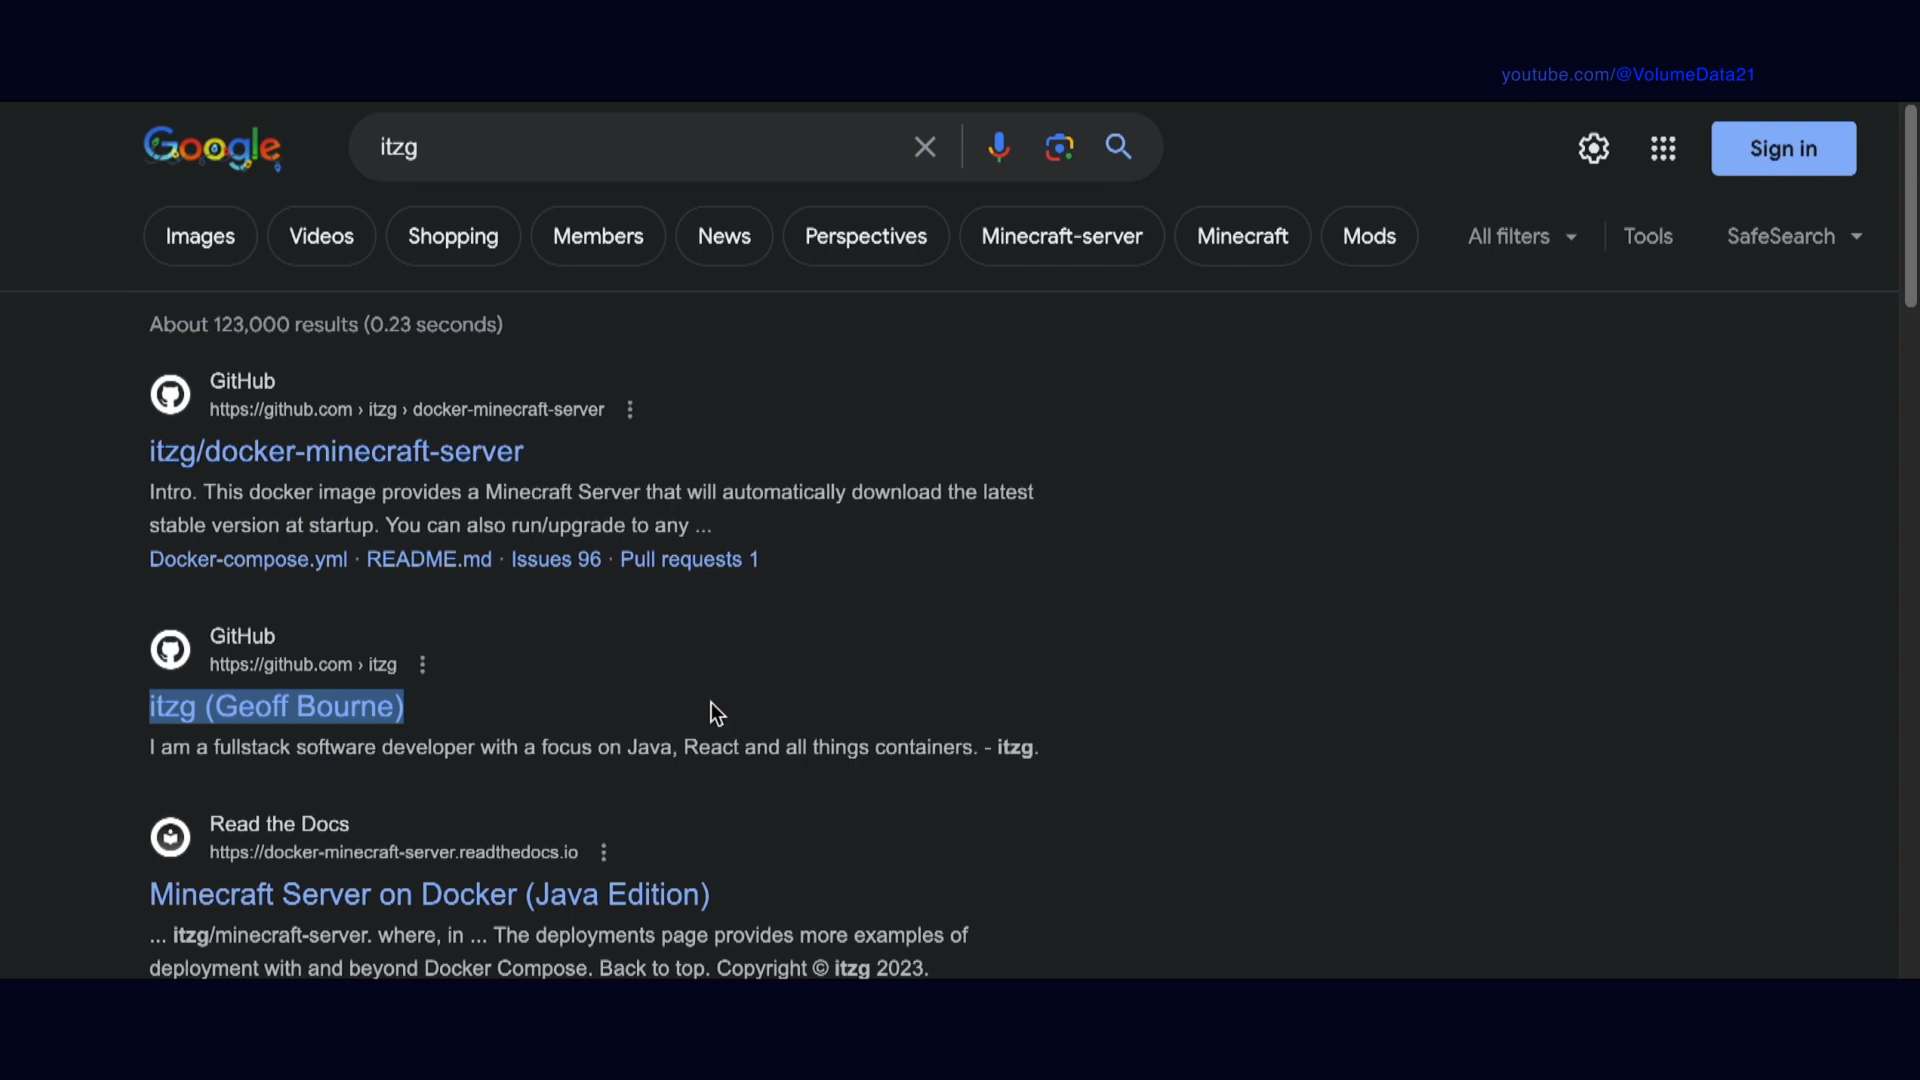 youtube.com/@VolumeData21
Google
itzg
Sign in
Images
Videos
Shopping
Members
News
Perspectives
Minecraft-server
Minecraft
Mods
All filters
Tools
SafeSearch
About 123,000 results (0.23 seconds)
GitHub
https://github.com › itzg › docker-minecraft-server
itzg/docker-minecraft-server
Intro. This docker image provides a Minecraft Server that will automatically download the latest
stable version at startup. You can also run/upgrade to any ...
Docker-compose.yml · README.md · Issues 96 · Pull requests 1
GitHub
https://github.com › itzg
itzg (Geoff Bourne)
I am a fullstack software developer with a focus on Java, React and all things containers. - itzg.
Read the Docs
https://docker-minecraft-server.readthedocs.io
Minecraft Server on Docker (Java Edition)
... itzg/minecraft-server. where, in ... The deployments page provides more examples of
deployment with and beyond Docker Compose. Back to top. Copyright © itzg 2023.